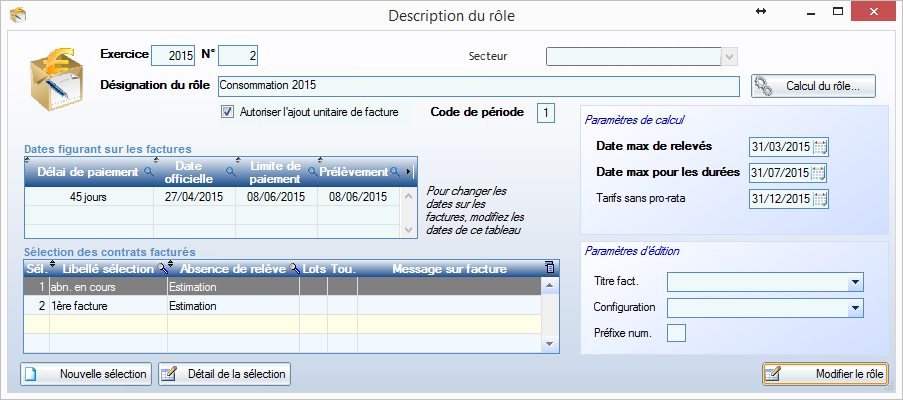 Description du rôle
Exercice 2015 N° 2 Secteur
Désignation du rôle Consommation 2015 Calcul du rôle...
Autoriser l'ajout unitaire de facture Code de période 1
Paramètres de calcul
Date max de relevés 31/03/2015
Date max pour les durées 31/07/2015
Tarifs sans pro-rata 31/12/2015
Dates figurant sur les factures
Délai de paiement Date officielle Limite de paiement Prélèvement
45 jours 27/04/2015 08/06/2015 08/06/2015
Pour changer les
dates sur les
factures, modifiez les
dates de ce tableau
Sélection des contrats facturés
Sél. Libellé sélection Absence de relève Lots Tou. Message sur facture
1 abn. en cours Estimation
2 1ère facture Estimation
Paramètres d'édition
Titre fact.
Configuration
Préfixe num.
Nouvelle sélection Détail de la sélection Modifier le rôle